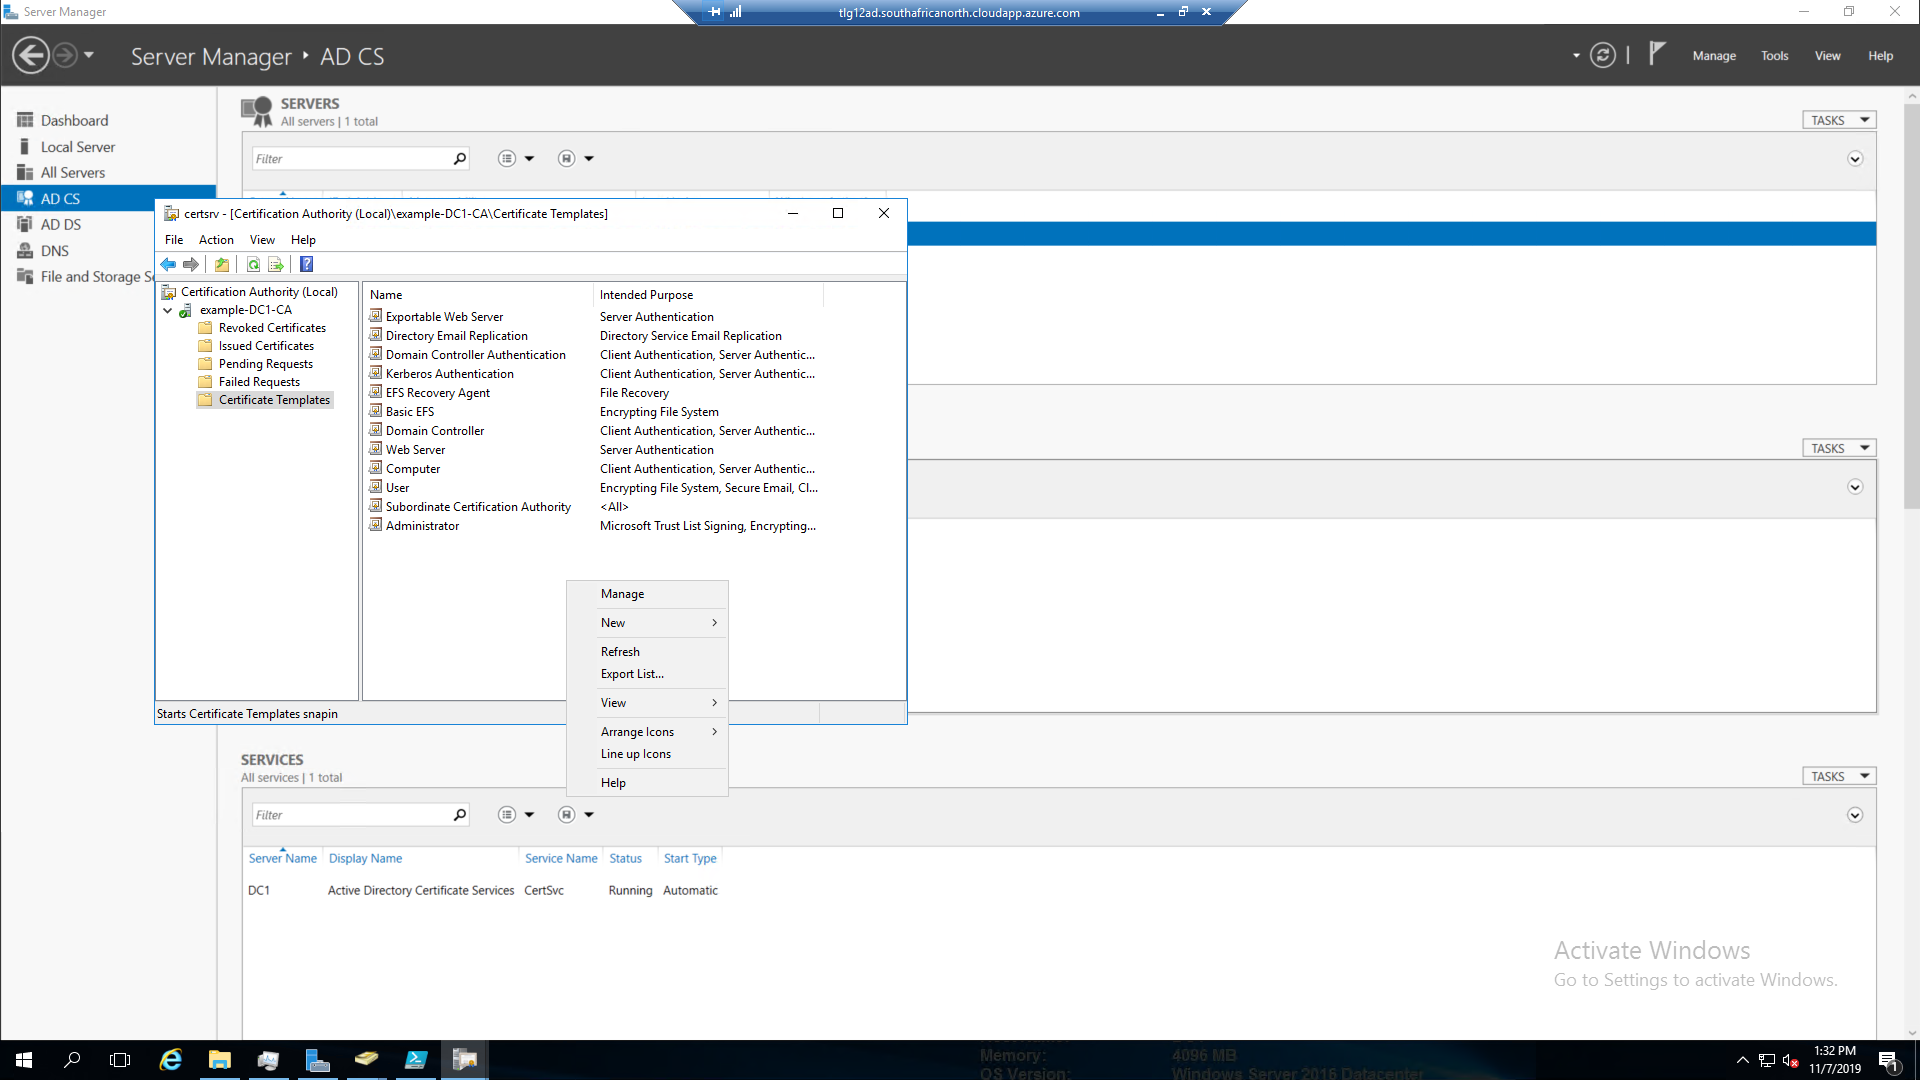 Server Manager
tlg12ad.southafricanorth.cloudapp.azure.com
Server Manager ‣ AD CS
Manage Tools View Help
Dashboard
Local Server
All Servers
AD CS
AD DS
DNS
File and Storage Se
SERVERS
All servers | 1 total
TASKS
Filter
certsrv - [Certification Authority (Local)\example-DC1-CA\Certificate Templates]
File Action View Help
Certification Authority (Local)
example-DC1-CA
Revoked Certificates
Issued Certificates
Pending Requests
Failed Requests
Certificate Templates
Name Intended Purpose
Exportable Web Server Server Authentication
Directory Email Replication Directory Service Email Replication
Domain Controller Authentication Client Authentication, Server Authentic...
Kerberos Authentication Client Authentication, Server Authentic...
EFS Recovery Agent File Recovery
Basic EFS Encrypting File System
Domain Controller Client Authentication, Server Authentic...
Web Server Server Authentication
Computer Client Authentication, Server Authentic...
User Encrypting File System, Secure Email, Cl...
Subordinate Certification Authority <All>
Administrator Microsoft Trust List Signing, Encrypting...
Manage
New
Refresh
Export List...
View
Arrange Icons
Line up Icons
Help
Starts Certificate Templates snapin
TASKS
SERVICES
All services | 1 total
TASKS
Filter
Server Name Display Name Service Name Status Start Type
DC1 Active Directory Certificate Services CertSvc Running Automatic
Activate Windows
Go to Settings to activate Windows.
Memory: 4096 MB
OS Version: Windows Server 2016 Datacenter
1:32 PM
11/7/2019
1